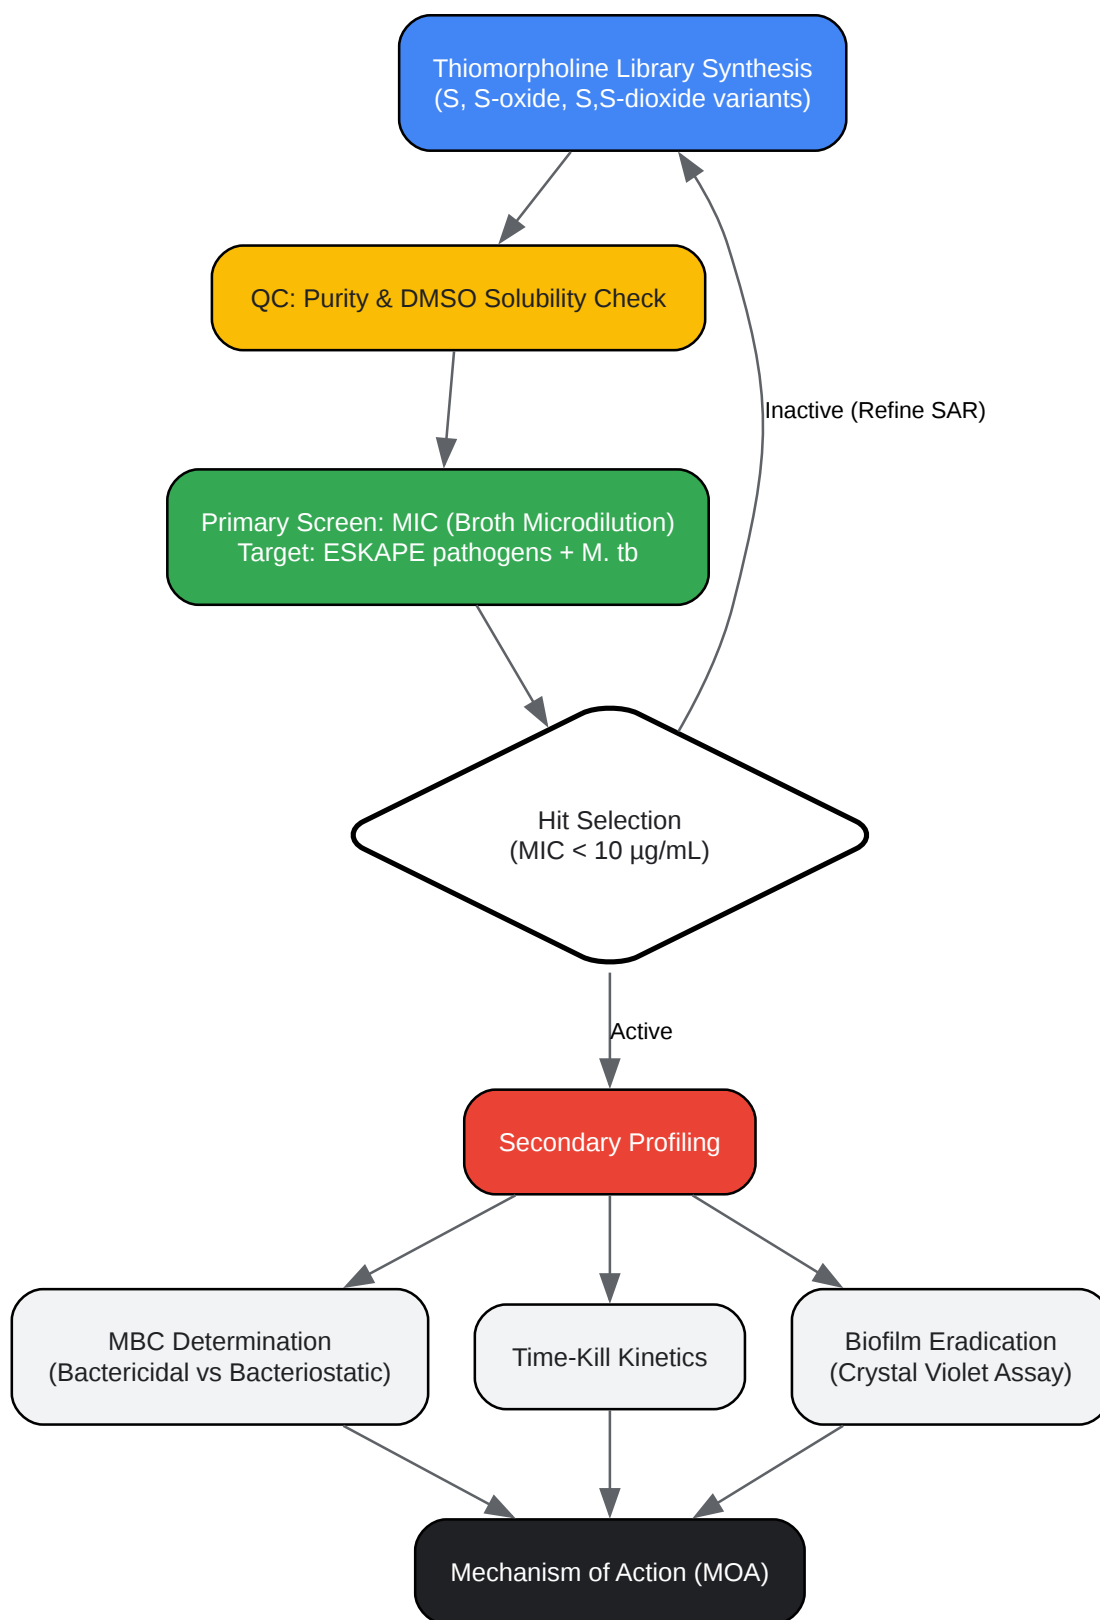 Thiomorpholine Library Synthesis
(S, S-oxide, S,S-dioxide variants)
QC: Purity & DMSO Solubility Check
Inactive (Refine SAR)
Primary Screen: MIC (Broth Microdilution)
Target: ESKAPE pathogens + M. tb
Hit Selection
(MIC < 10 µg/mL)
Active
Secondary Profiling
MBC Determination
(Bactericidal vs Bacteriostatic)
Time-Kill Kinetics
Biofilm Eradication
(Crystal Violet Assay)
Mechanism of Action (MOA)